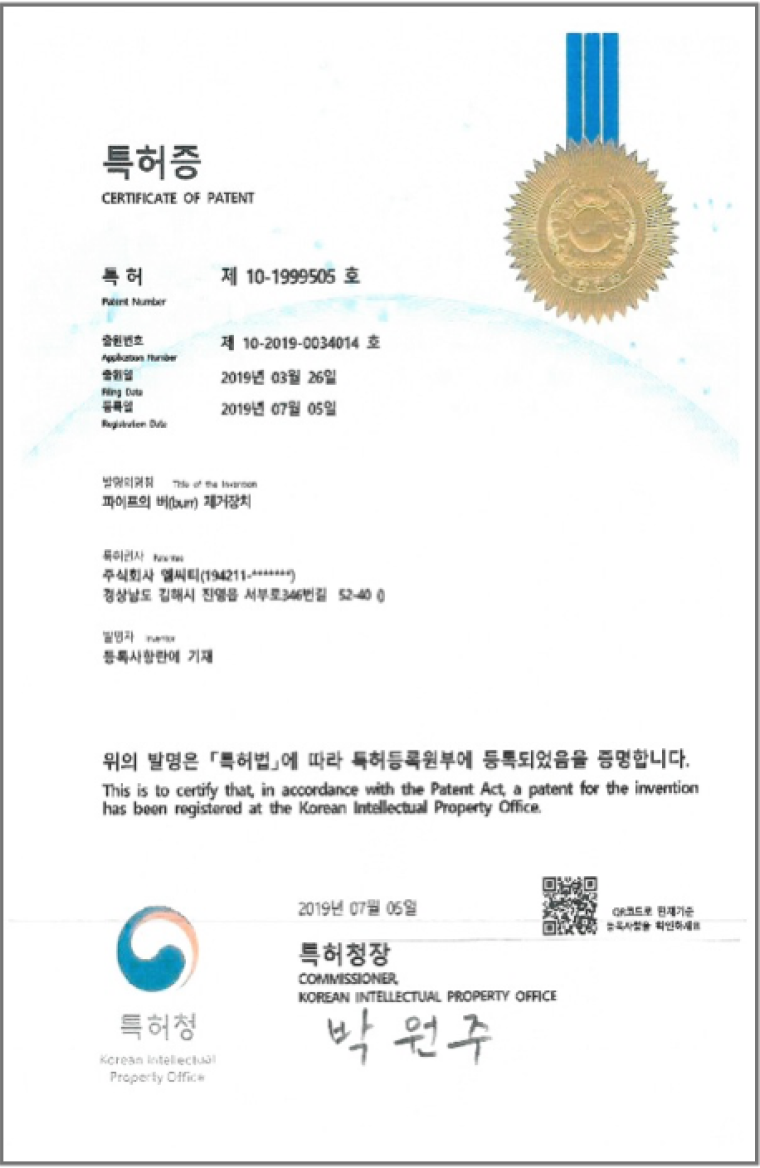 특허증
CERTIFICATE OF PATENT
특 허 제 10-1999505 호
Patent Number
출원번호 제 10-2019-0034014 호
Application Number
출원일 2019년 03월 26일
Filing Date
등록일 2019년 07월 05일
Registration Date
발명의명칭 Title of the Invention
파이프의 버(burr) 제거장치
특허권자 Patentee
주식회사 엘씨티(194211-*******)
경상남도 김해시 진영읍 서부로346번길 52-40 ()
발명자 Inventor
등록사항란에 기재
위의 발명은 「특허법」에 따라 특허등록원부에 등록되었음을 증명합니다.
This is to certify that, in accordance with the Patent Act, a patent for the invention
has been registered at the Korean Intellectual Property Office.
2019년 07월 05일
QR코드로 현재기준
등록사항을 확인하세요
특허청장
COMMISSIONER,
KOREAN INTELLECTUAL PROPERTY OFFICE
박원주
특허청
Korean Intellectual
Property Office